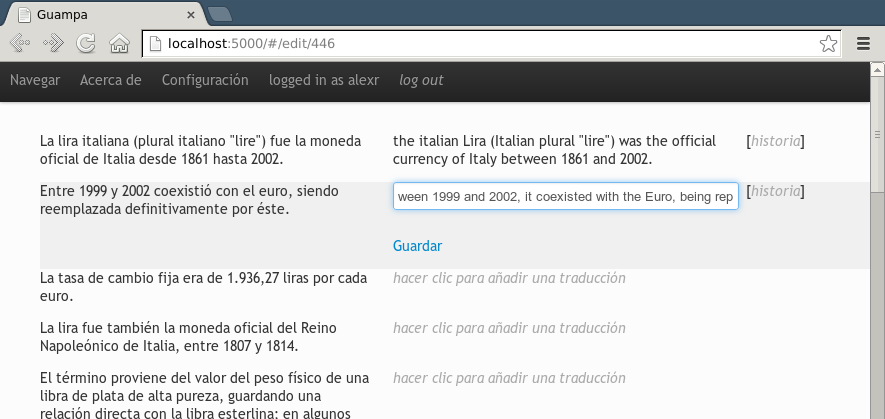 Guampa
localhost:5000/#/edit/446
Navegar Acerca de Configuración logged in as alexr log out
La lira italiana (plural italiano "lire") fue la moneda
oficial de Italia desde 1861 hasta 2002.
the italian Lira (Italian plural "lire") was the official
currency of Italy between 1861 and 2002.
[historia]
Entre 1999 y 2002 coexistió con el euro, siendo
reemplazada definitivamente por éste.
ween 1999 and 2002, it coexisted with the Euro, being rep
[historia]
Guardar
La tasa de cambio fija era de 1.936,27 liras por cada
euro.
hacer clic para añadir una traducción
La lira fue también la moneda oficial del Reino
Napoleónico de Italia, entre 1807 y 1814.
hacer clic para añadir una traducción
El término proviene del valor del peso físico de una
libra de plata de alta pureza, guardando una
relación directa con la libra esterlina; en algunos
hacer clic para añadir una traducción